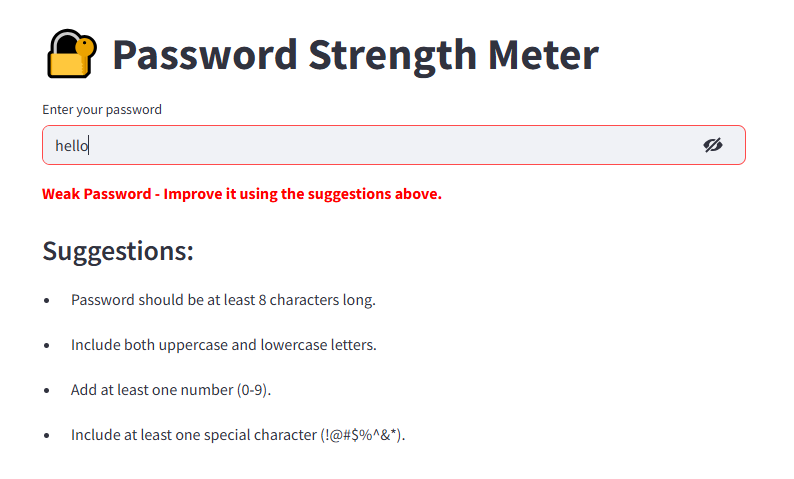 Password Strength Meter
Enter your password
hello
Weak Password - Improve it using the suggestions above.
Suggestions:
• Password should be at least 8 characters long.
• Include both uppercase and lowercase letters.
• Add at least one number (0-9).
• Include at least one special character (!@#$%^&*).